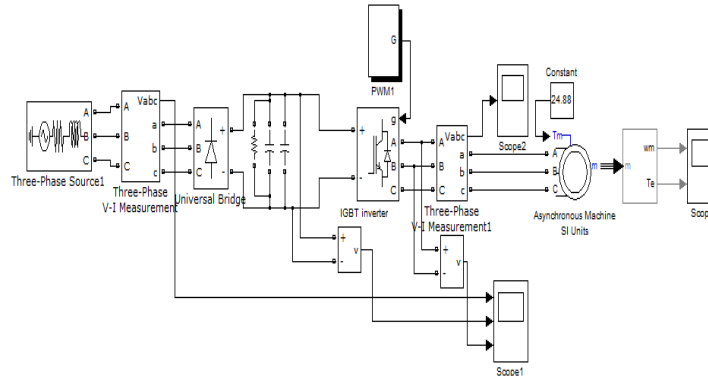 G
PWM1
Constant
24.88
Scope2
Three-Phase Source1
A
B
C
Three-Phase
V-I Measurement
A
B
C
Vabc
a
b
c
Universal Bridge
A
B
C
+
-
IGBT inverter
g
+
-
A
B
C
Three-Phase
V-I Measurement1
A
B
C
Vabc
a
b
c
Asynchronous Machine
SI Units
Tm
A
B
C
m
m
wm
Te
Scop
+
-
v
+
-
v
Scope1